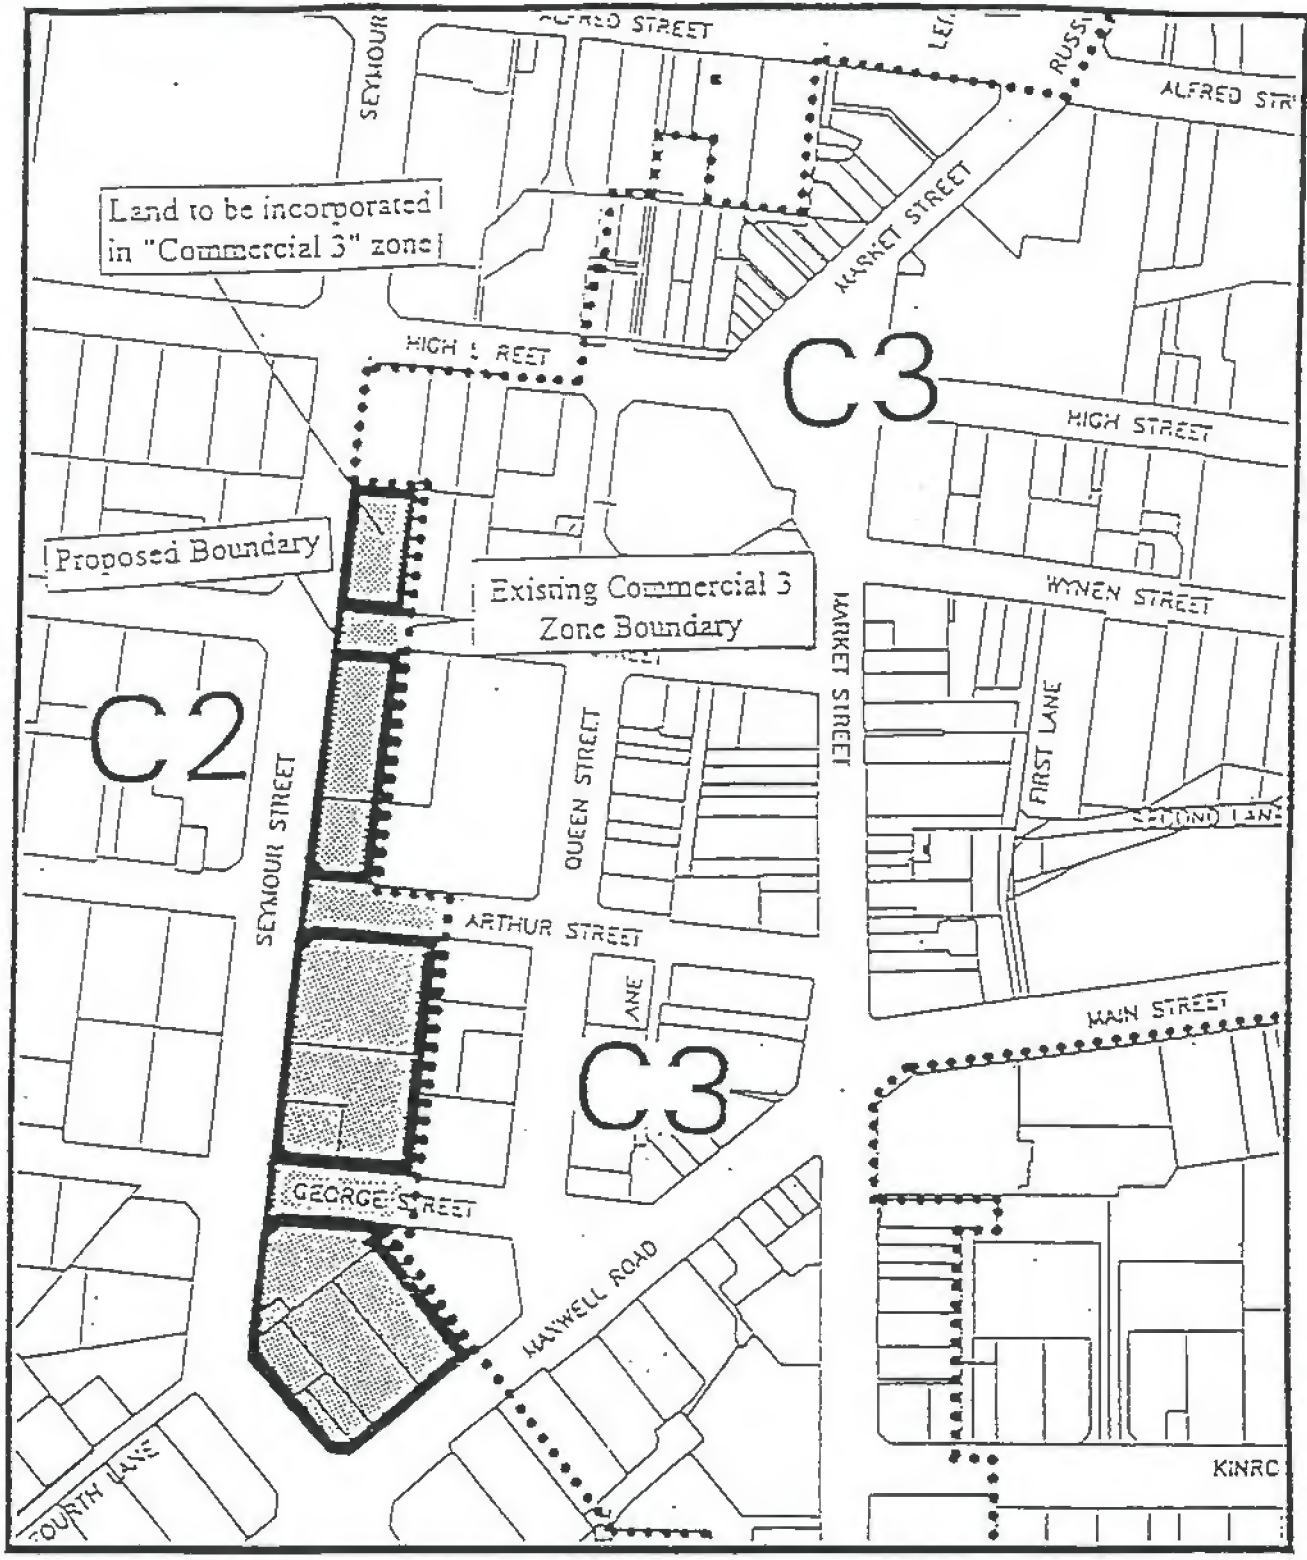 ALFRED STREET
SEYMOUR
ALFRED STR
Land to be incorporated
in "Commercial 3" zone
MARKET STREET
HIGH REET
C3
HIGH STREET
Proposed Boundary
Existing Commercial 3
Zone Boundary
WYNEN STREET
MARKET STREET
C2
QUEEN STREET
FIRST LANE
SEYMOUR STREET
SECOND LANE
ARTHUR STREET
LANE
MAIN STREET
C3
GEORGE STREET
MAXWELL ROAD
FOURTH LANE
KINRO